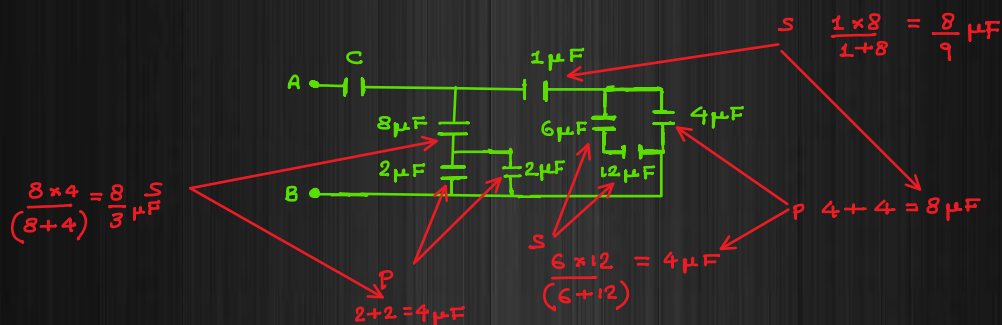 S 1×8 / 1+8 = 8/9 μF
C
1μF
A
8μF
6μF
4μF
2μF
2μF
12μF
B
8×4 / (8+4) = 8/3 μF S
S
P 4+4 = 8μF
6×12 / (6+12) = 4μF
P
2+2=4μF